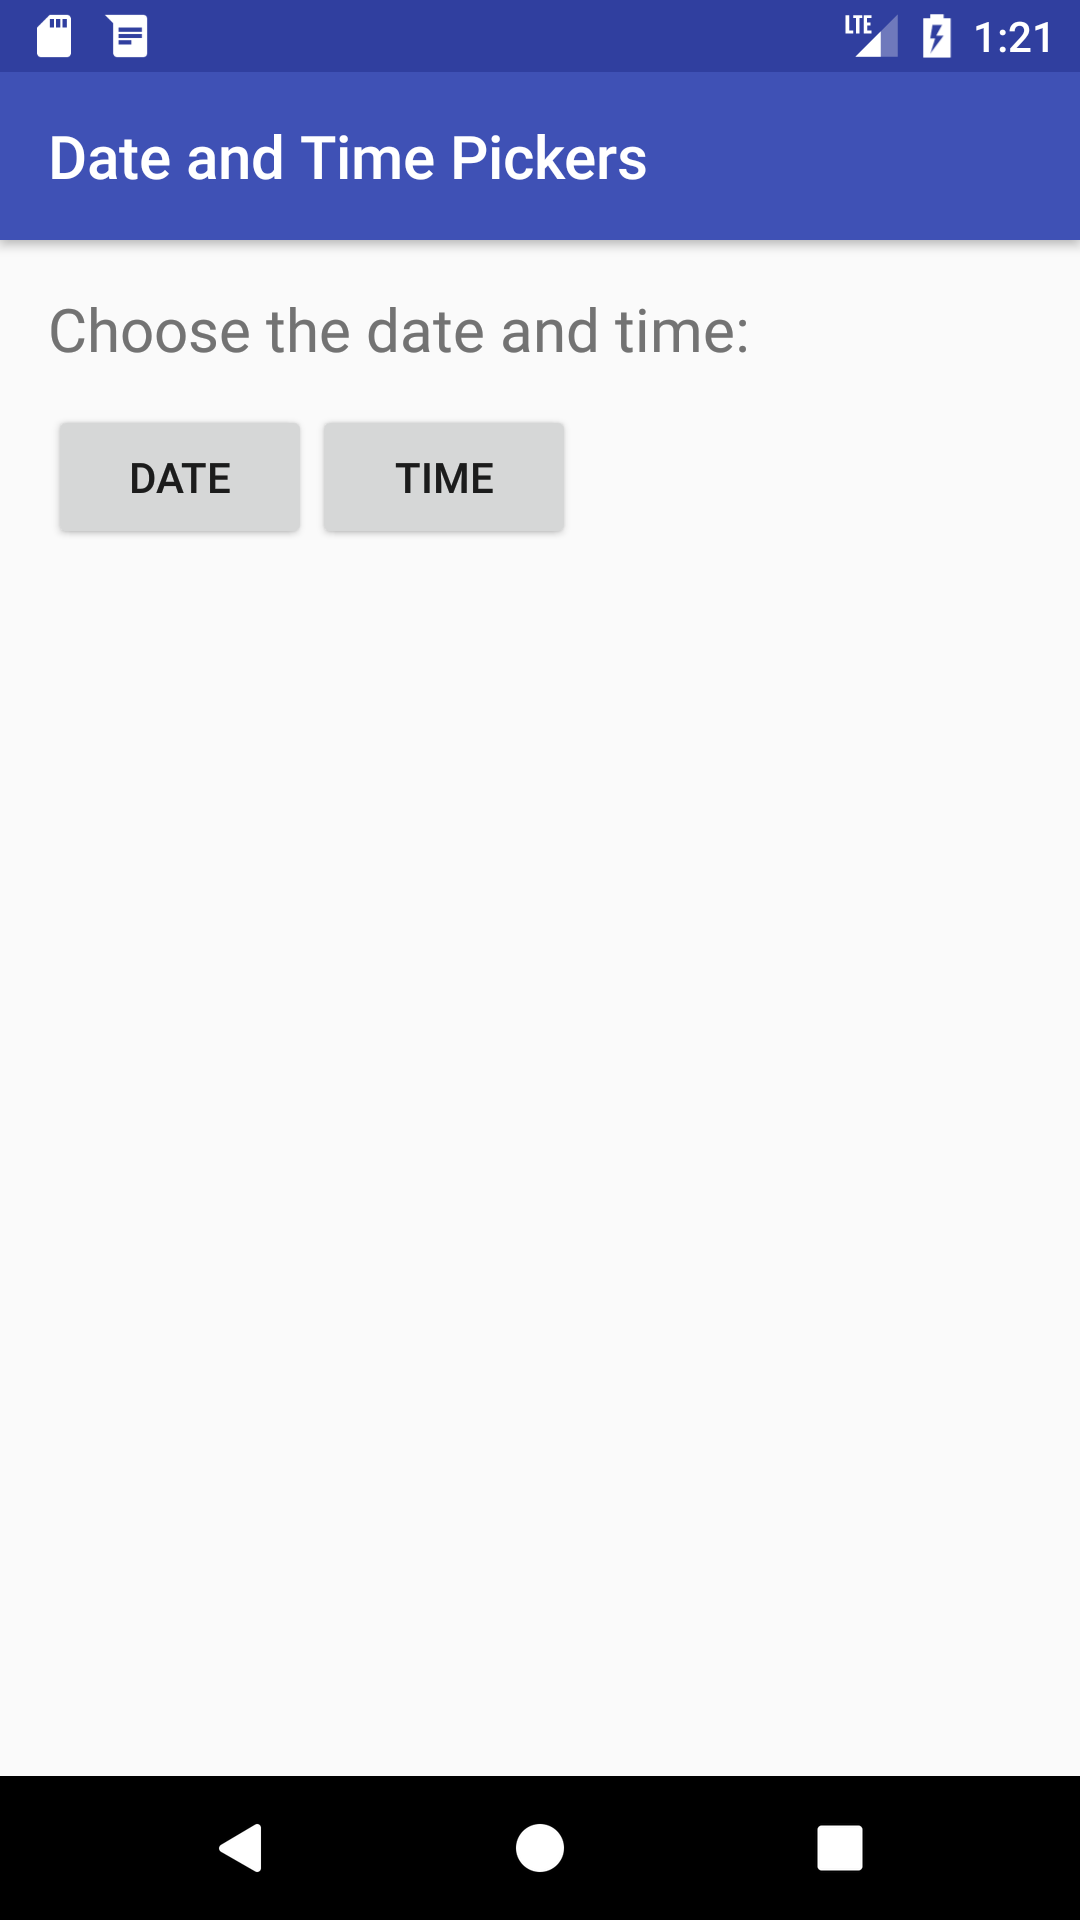 LTE 1:21
Date and Time Pickers
Choose the date and time:
DATE TIME